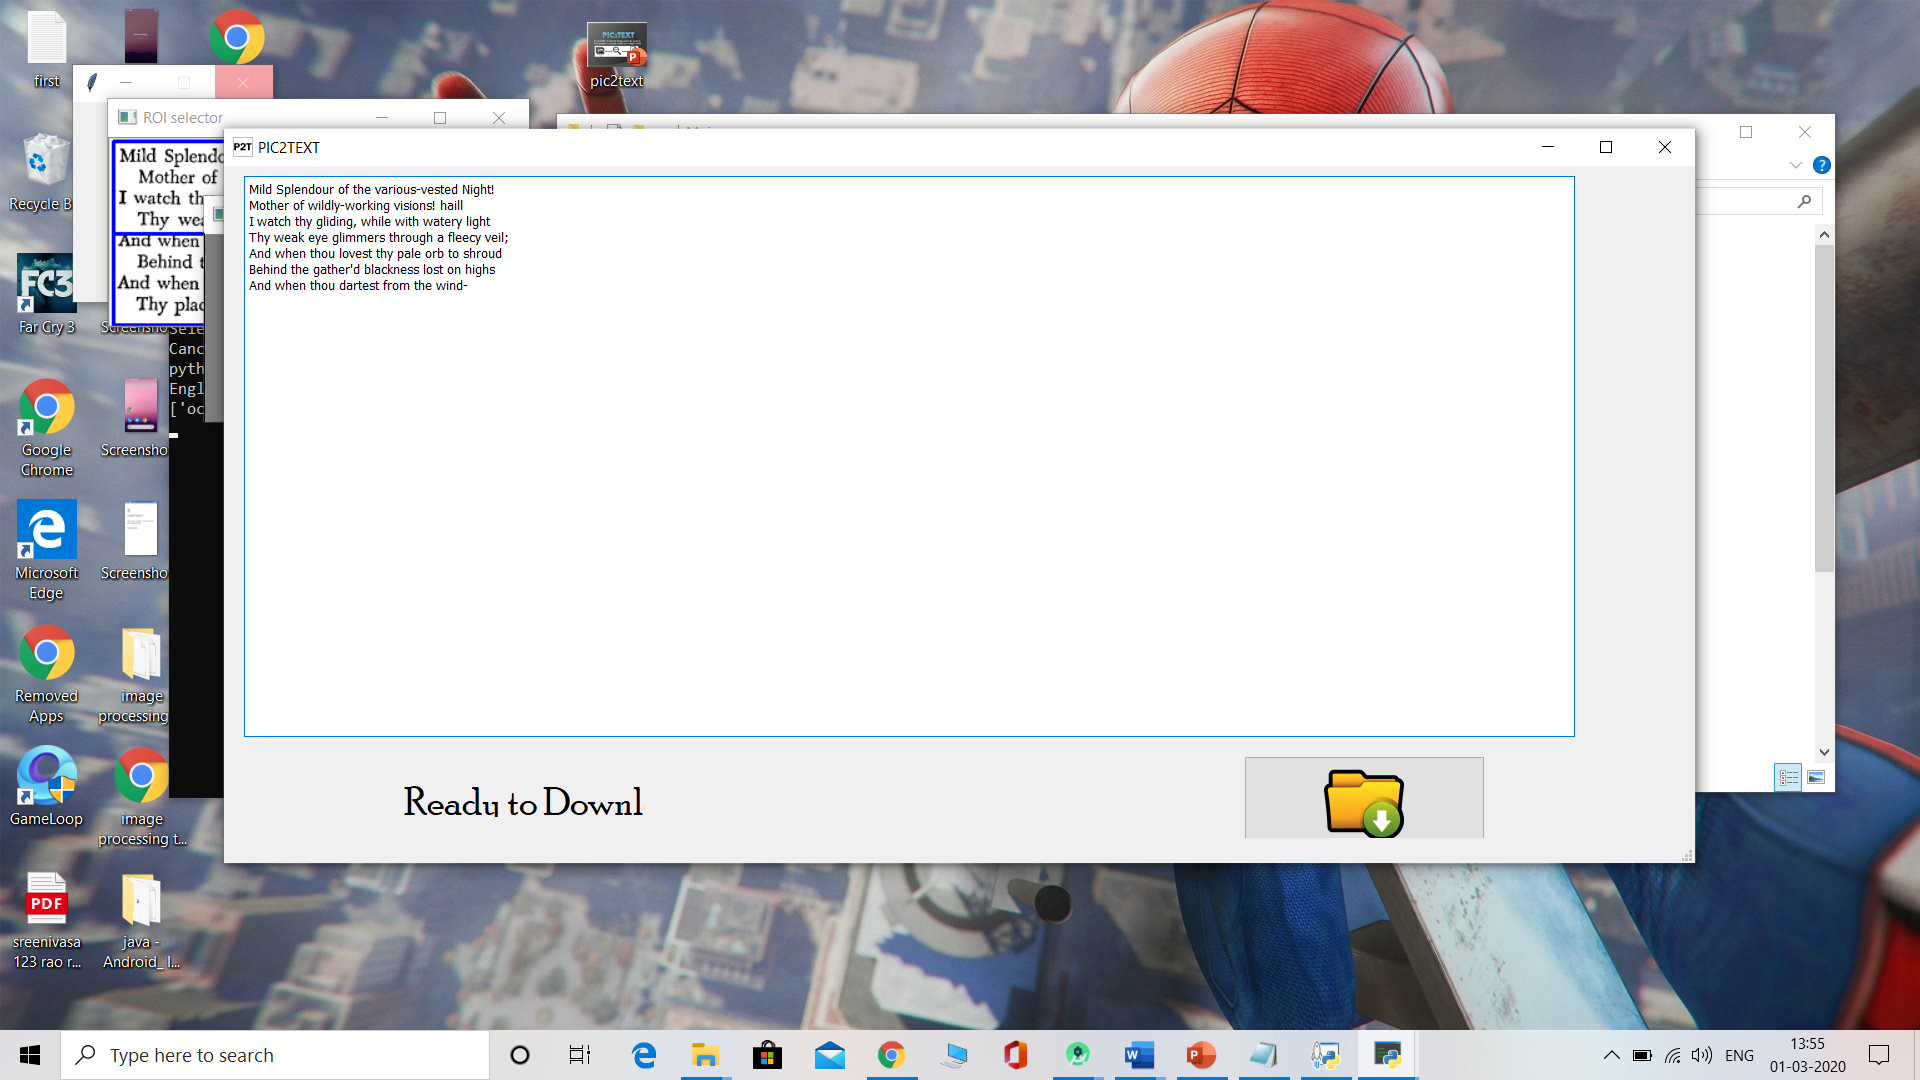 first
pic2text
ROI selector
Mild Splendo
Mother of
I watch th
Thy wea
And when
Behind t
And when
Thy plac
Recycle B
FC3
Far Cry 3
Screensho
Sele
Canc
pyth
Engl
['oc
P2T PIC2TEXT
Mild Splendour of the various-vested Night!
Mother of wildly-working visions! haill
I watch thy gliding, while with watery light
Thy weak eye glimmers through a fleecy veil;
And when thou lovest thy pale orb to shroud
Behind the gather'd blackness lost on highs
And when thou dartest from the wind-
Ready to Downl
Google
Chrome
Screensho
Microsoft
Edge
Screensho
Removed
Apps
image
processing
GameLoop
image
processing t...
PDF
sreenivasa
123 rao r...
java -
Android_ I...
Type here to search
ENG
13:55
01-03-2020